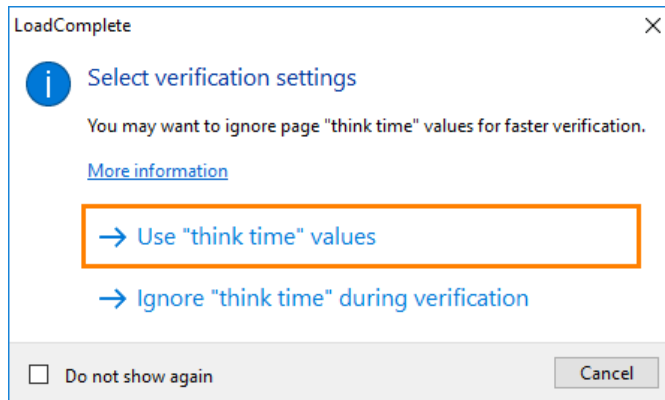 LoadComplete
Select verification settings
You may want to ignore page "think time" values for faster verification.
More information
Use "think time" values
Ignore "think time" during verification
Do not show again
Cancel